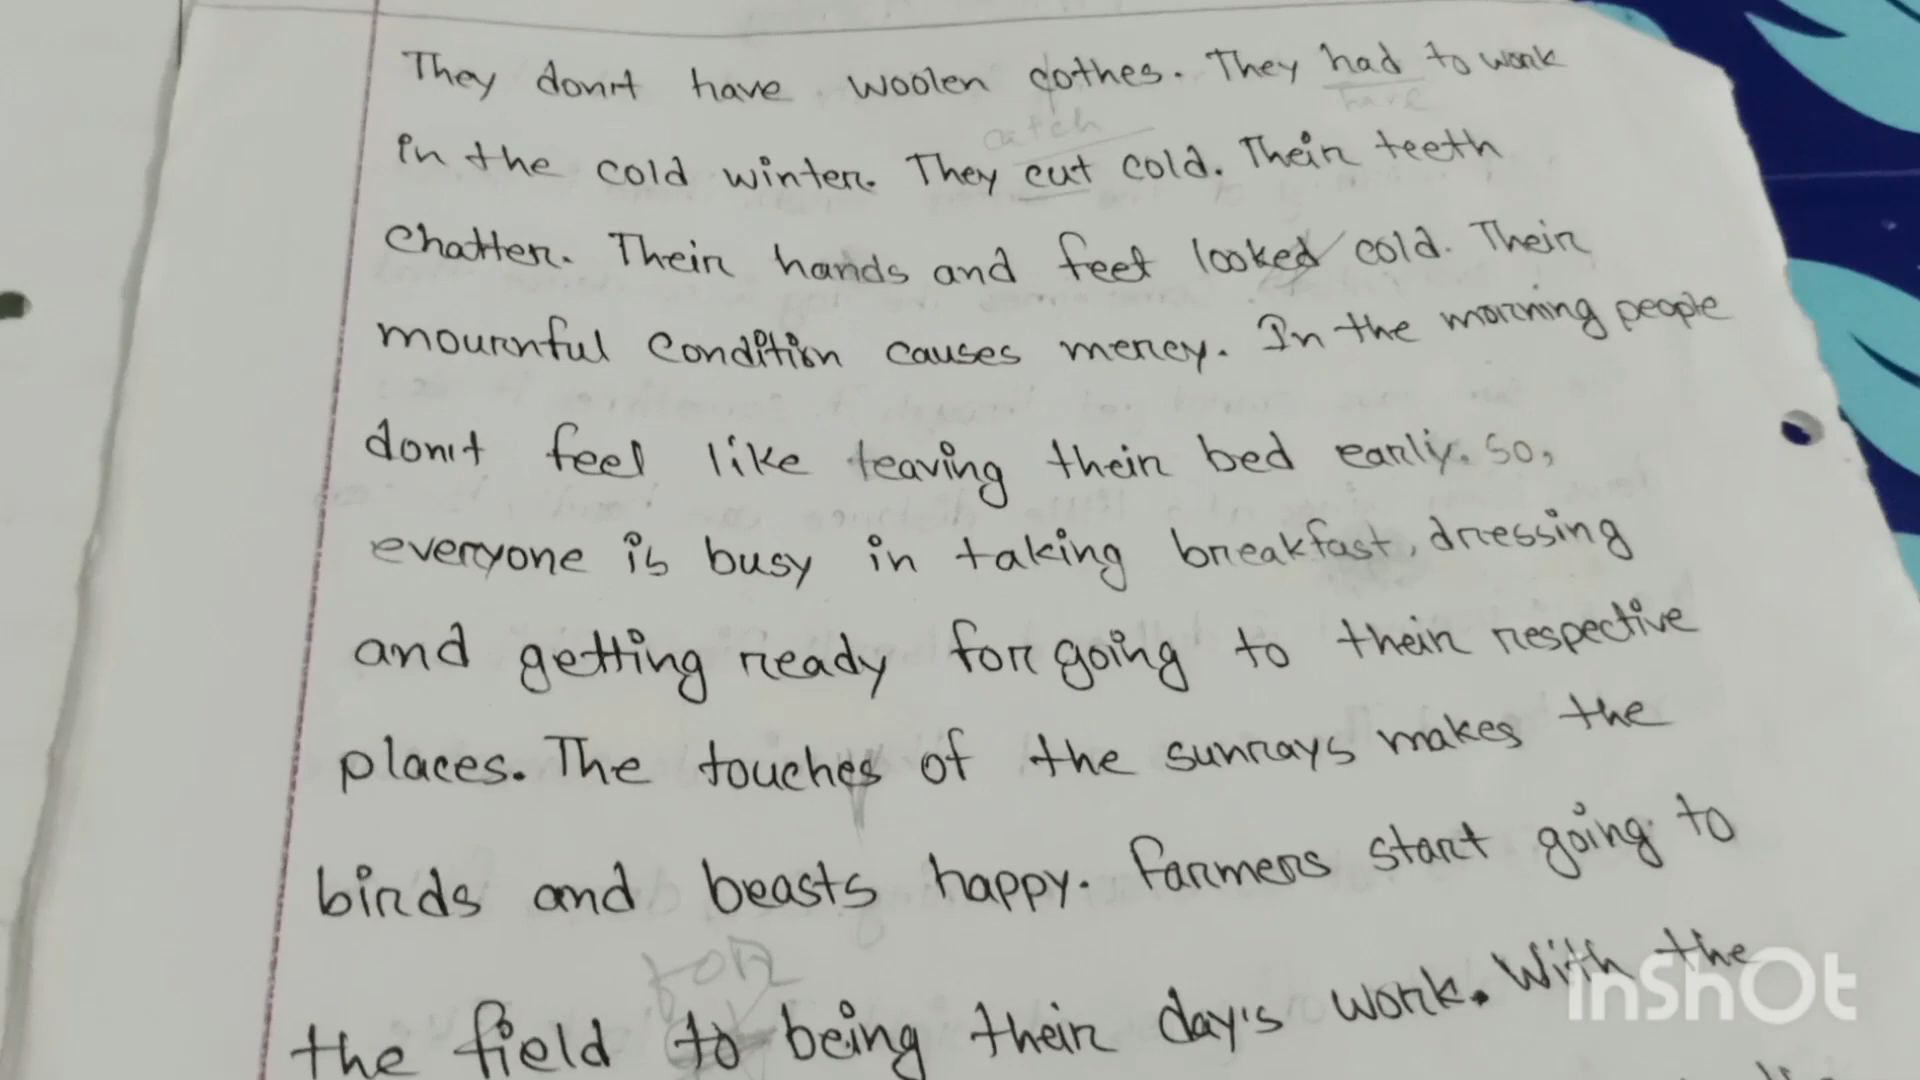 They don't have woolen clothes. They had to work
have
catch
in the cold winter. They cut cold. Their teeth
chatter. Their hands and feet looked cold. Their
mournful condition causes mercy. In the morning people
don't feel like leaving their bed early. So,
everyone is busy in taking breakfast, dressing
and getting ready for going to their respective
places. The touches of the sunrays makes the
birds and beasts happy. Farmers start going to
for
the field to being their day's work. With the
InShOt